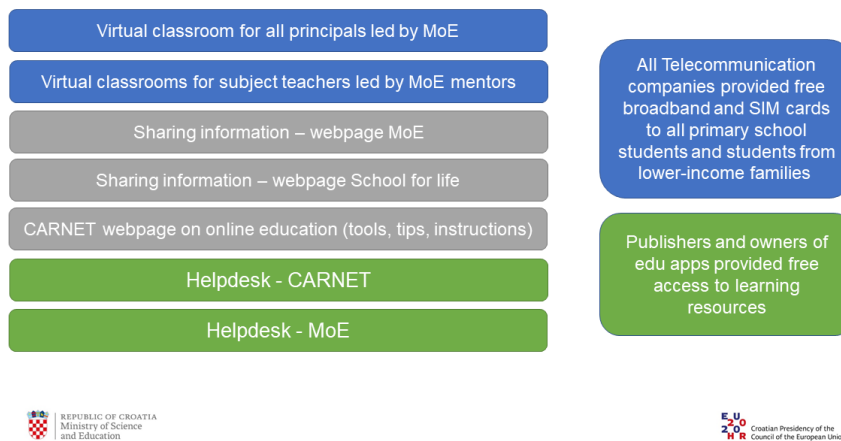 Virtual classroom for all principals led by MoE
Virtual classrooms for subject teachers led by MoE mentors
Sharing information – webpage MoE
Sharing information – webpage School for life
CARNET webpage on online education (tools, tips, instructions)
Helpdesk - CARNET
Helpdesk - MoE
All Telecommunication
companies provided free
broadband and SIM cards
to all primary school
students and students from
lower-income families
Publishers and owners of
edu apps provided free
access to learning
resources
REPUBLIC OF CROATIA
Ministry of Science
and Education
EU
20
20
HR
Croatian Presidency of the
Council of the European